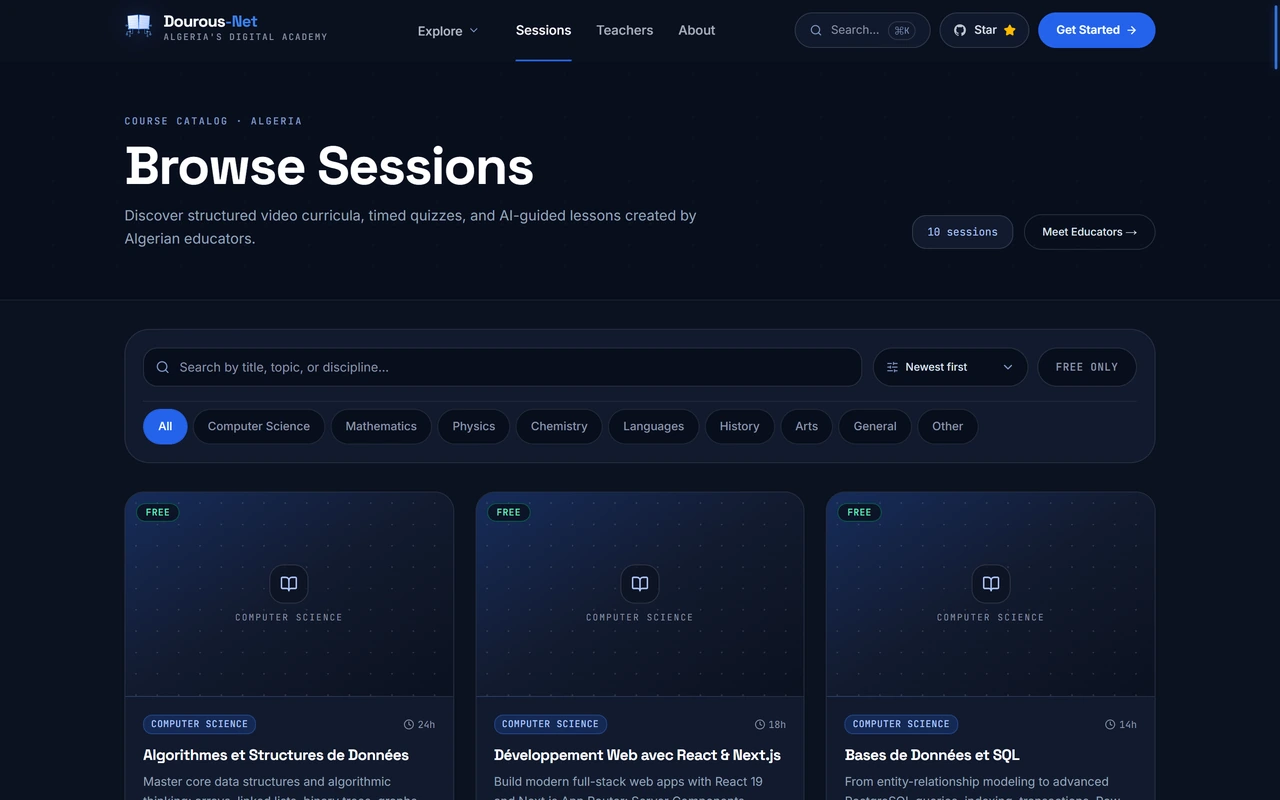 Dourous-Net
ALGERIA'S DIGITAL ACADEMY
Explore
Sessions
Teachers
About
Search...
⌘K
Star
Get Started →
COURSE CATALOG · ALGERIA
Browse Sessions
Discover structured video curricula, timed quizzes, and AI-guided lessons created by
Algerian educators.
10 sessions
Meet Educators →
Search by title, topic, or discipline...
Newest first
FREE ONLY
All
Computer Science
Mathematics
Physics
Chemistry
Languages
History
Arts
General
Other
FREE
COMPUTER SCIENCE
COMPUTER SCIENCE
24h
Algorithmes et Structures de Données
Master core data structures and algorithmic
FREE
COMPUTER SCIENCE
COMPUTER SCIENCE
18h
Développement Web avec React & Next.js
Build modern full-stack web apps with React 19
FREE
COMPUTER SCIENCE
COMPUTER SCIENCE
14h
Bases de Données et SQL
From entity-relationship modeling to advanced